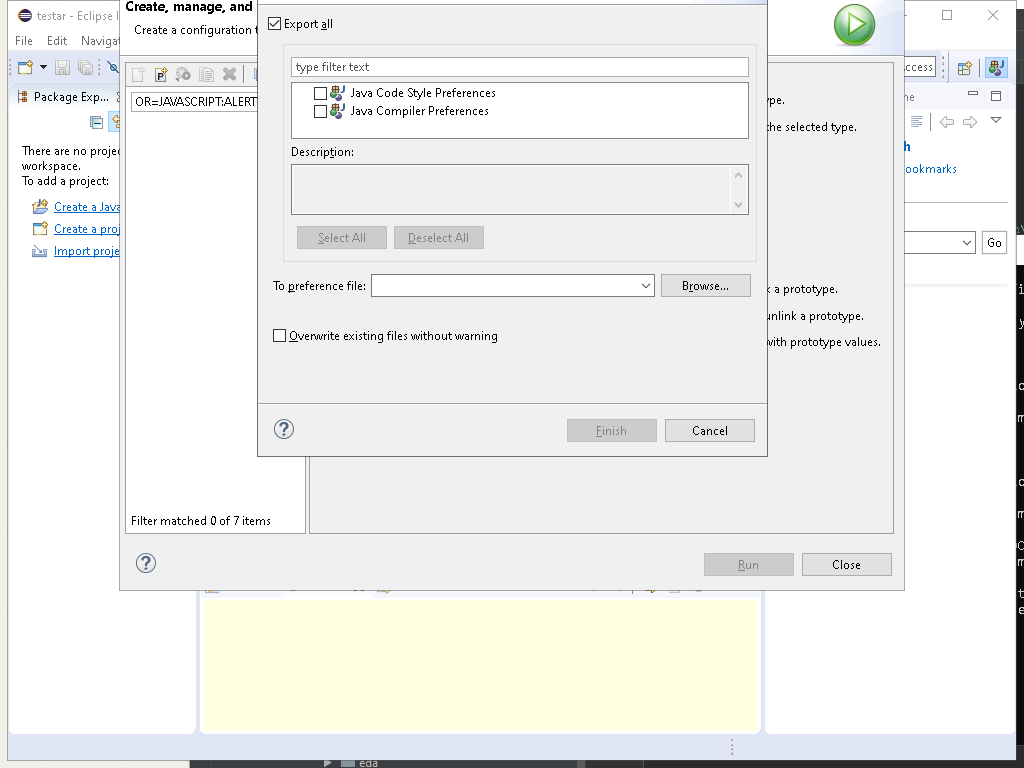 testar - Eclipse I
File Edit Navigat
Package Exp...
There are no projec
workspace.
To add a project:
Create a Java
Create a proj
Import proje
Create, manage, and
Create a configuration t
OR=JAVASCRIPT:ALERT
Filter matched 0 of 7 items
Export all
type filter text
Java Code Style Preferences
Java Compiler Preferences
Description:
Select All
Deselect All
To preference file:
Browse...
Overwrite existing files without warning
Finish
Cancel
ype.
the selected type.
k a prototype.
unlink a prototype.
with prototype values.
Run
Close
ccess
ne
h
ookmarks
Go
eda